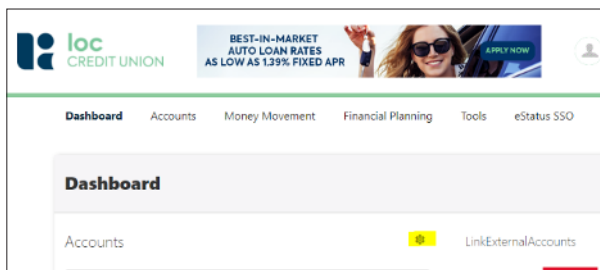 loc
CREDIT UNION
BEST-IN-MARKET
AUTO LOAN RATES
AS LOW AS 1.39% FIXED APR
APPLY NOW
Dashboard Accounts Money Movement Financial Planning Tools eStatus SSO
Dashboard
Accounts LinkExternalAccounts